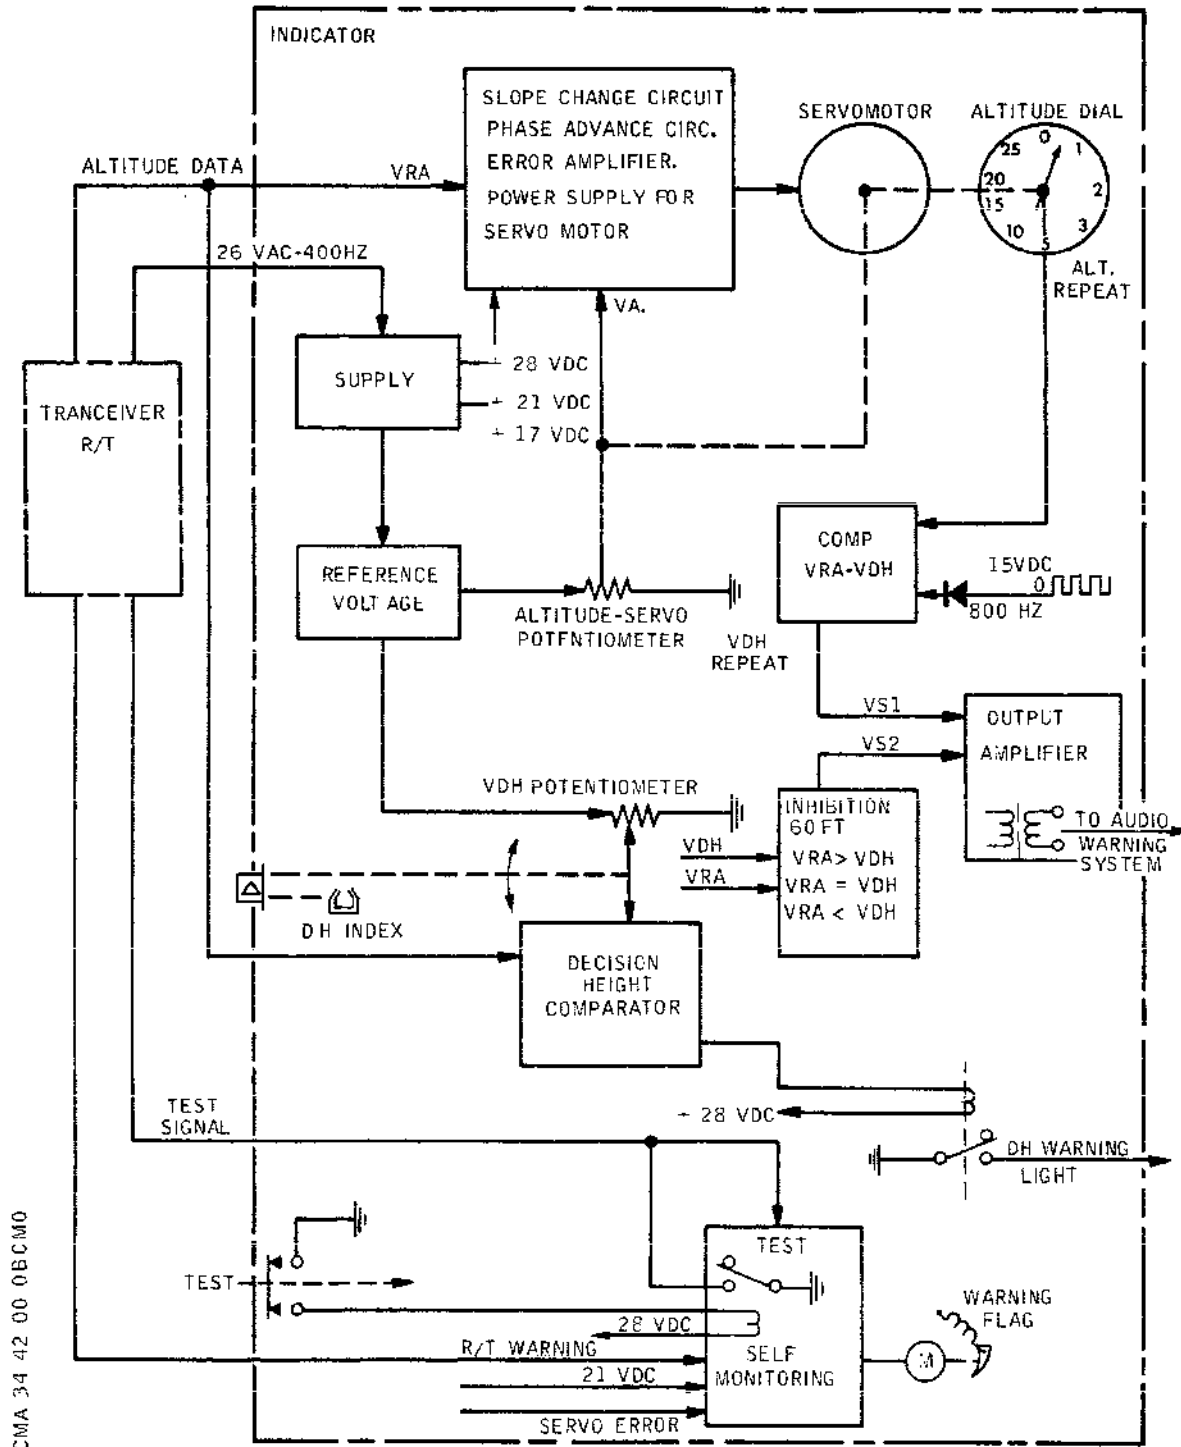 INDICATOR
SLOPE CHANGE CIRCUIT
PHASE ADVANCE CIRC.
ERROR AMPLIFIER.
POWER SUPPLY FOR
SERVO MOTOR
SERVOMOTOR
ALTITUDE DIAL
0
1
2
3
5
10
15
20
25
ALT.
REPEAT
ALTITUDE DATA
VRA
26 VAC-400HZ
VA.
SUPPLY
+ 28 VDC
+ 21 VDC
+ 17 VDC
TRANCEIVER
R/T
REFERENCE
VOLTAGE
ALTITUDE-SERVO
POTENTIOMETER
COMP
VRA-VDH
15VDC
0
800 HZ
VDH
REPEAT
VS1
VS2
OUTPUT
AMPLIFIER
TO AUDIO
WARNING
SYSTEM
VDH POTENTIOMETER
INHIBITION
60FT
VRA > VDH
VRA = VDH
VRA < VDH
VDH
VRA
DH INDEX
DECISION
HEIGHT
COMPARATOR
+ 28 VDC
DH WARNING
LIGHT
TEST
SIGNAL
TEST
TEST
28 VDC
R/T WARNING
21 VDC
SERVO ERROR
SELF
MONITORING
M
WARNING
FLAG
CMA 34 42 00 0BCM0